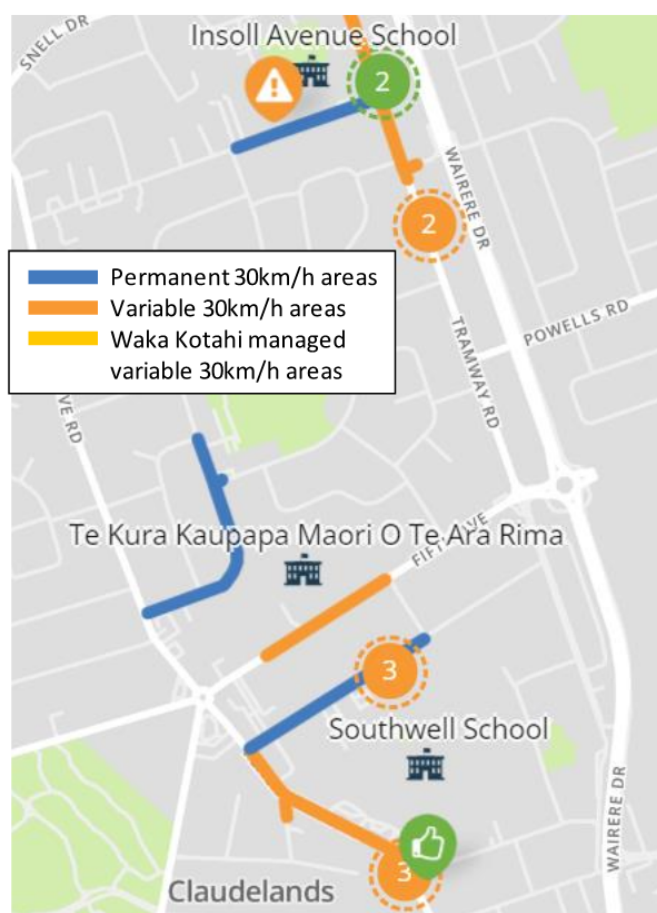 Insoll Avenue School
SNELL DR
2
WAIRERE DR
2
Permanent 30km/h areas
Variable 30km/h areas
Waka Kotahi managed
variable 30km/h areas
POWELLS RD
TRAMWAY RD
VE RD
Te Kura Kaupapa Maori O Te Ara Rima
3
Southwell School
WAIRERE DR
3
Claudelands